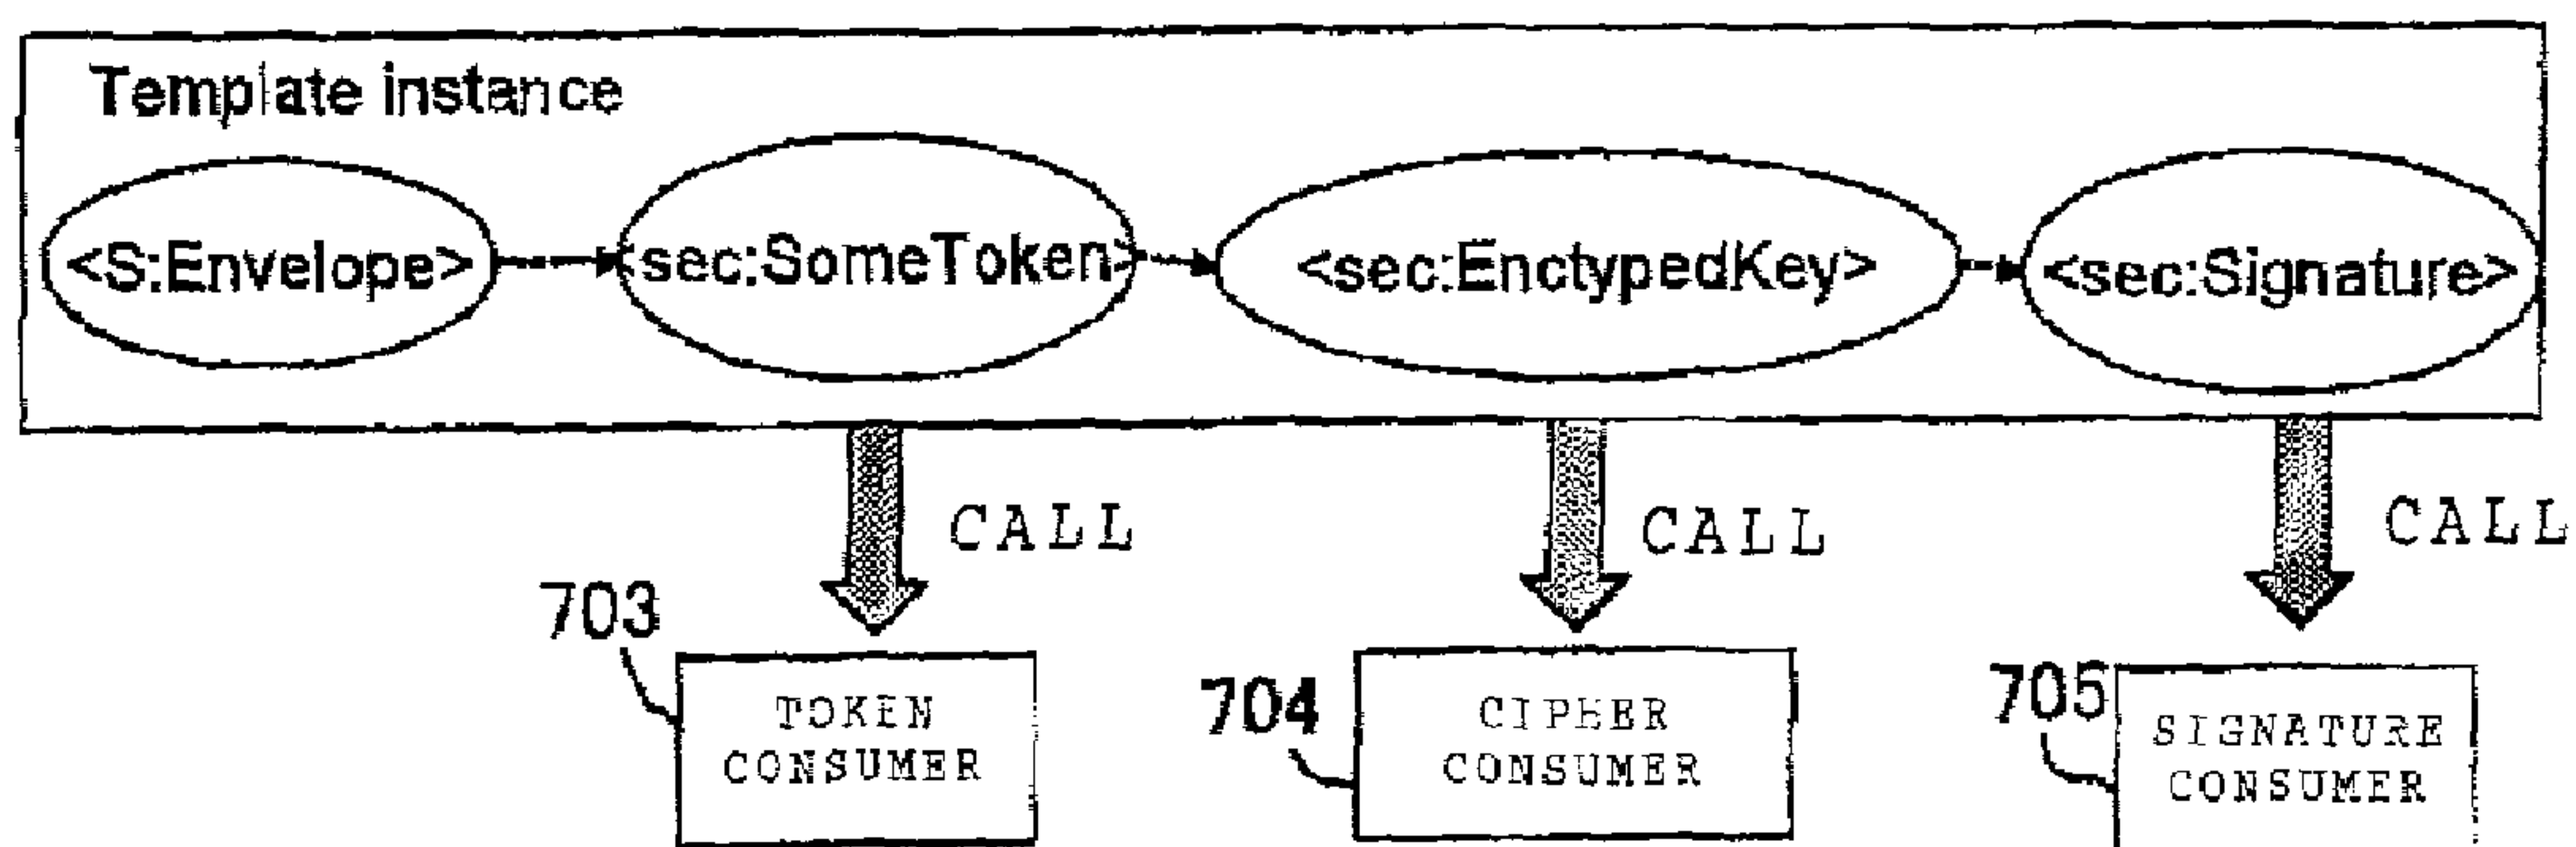 Template instance
<S:Envelope>
<sec:SomeToken>
<sec:EnctypedKey>
<sec:Signature>
CALL
CALL
CALL
703
704
705
TOKEN
CONSUMER
CIPHER
CONSUMER
SIGNATURE
CONSUMER